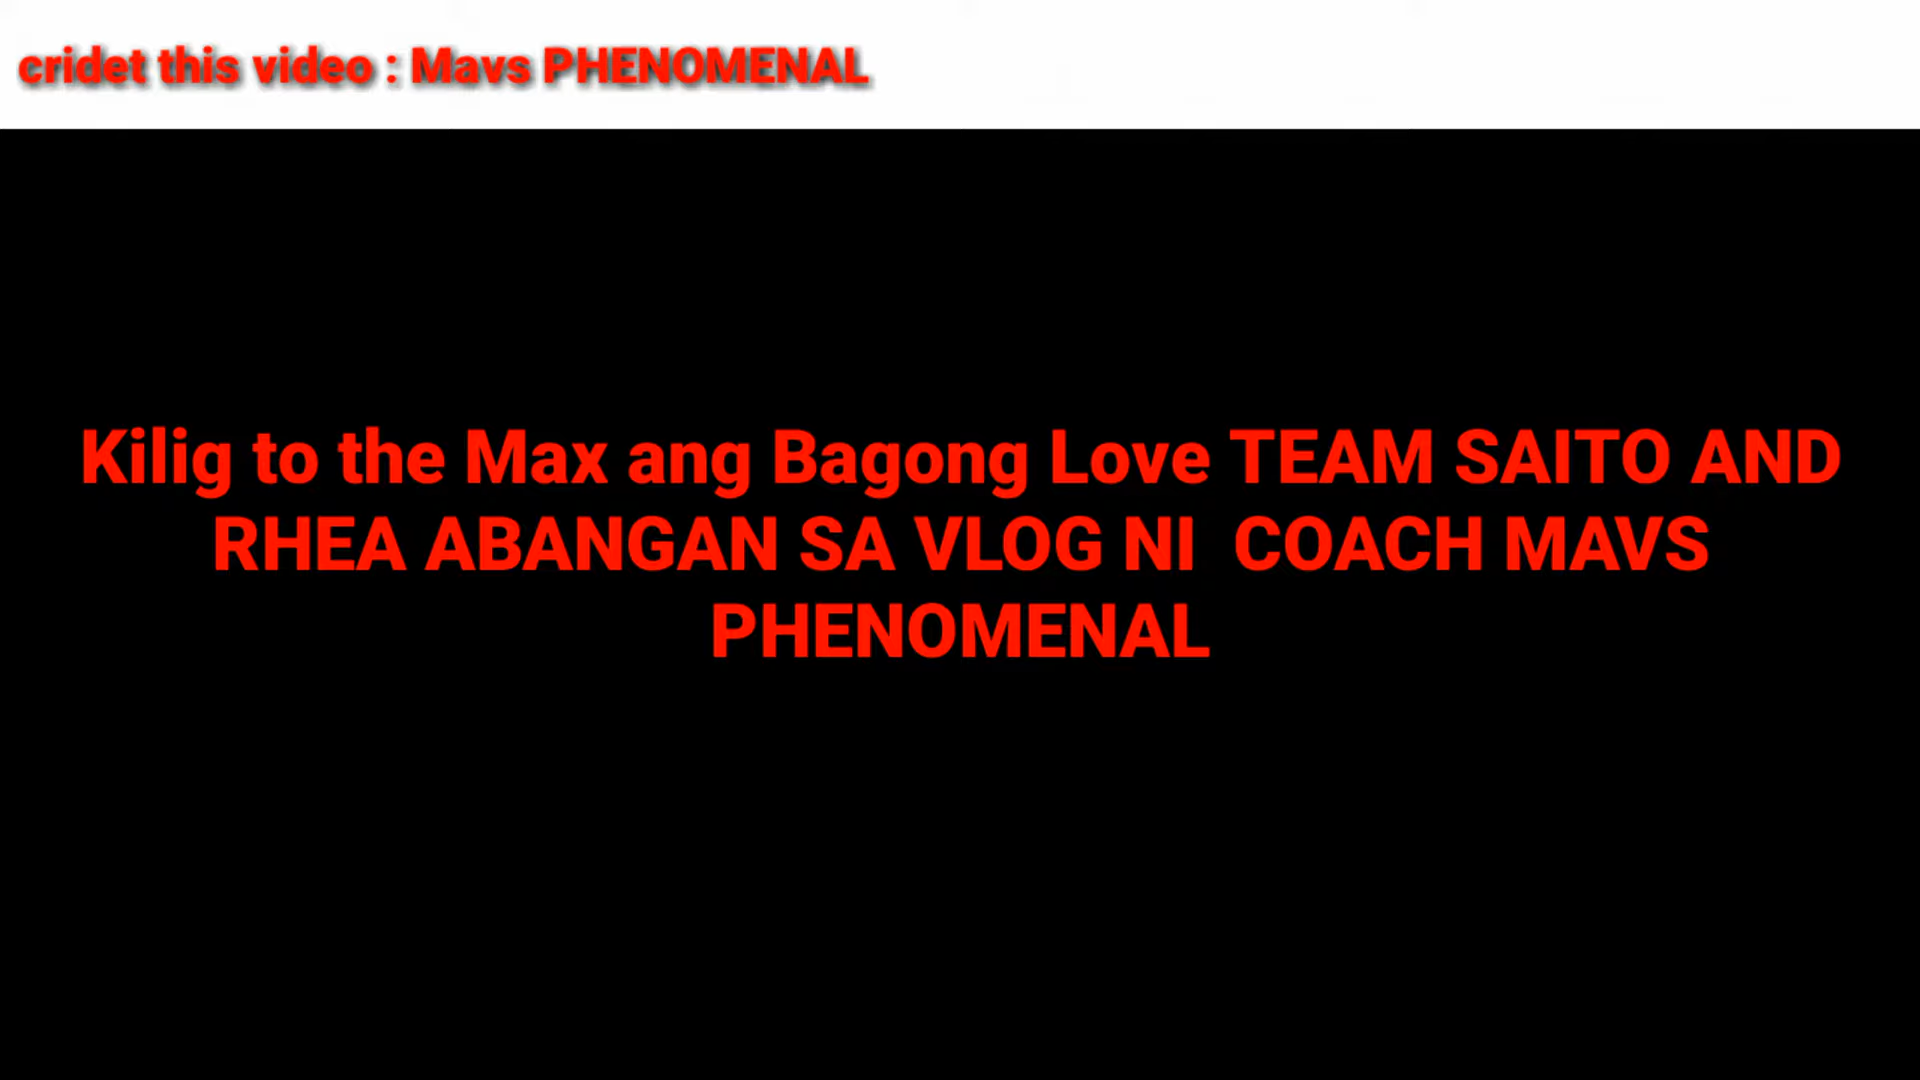 cridet this video : Mavs PHENOMENAL
Kilig to the Max ang Bagong Love TEAM SAITO AND
RHEA ABANGAN SA VLOG NI  COACH MAVS
PHENOMENAL